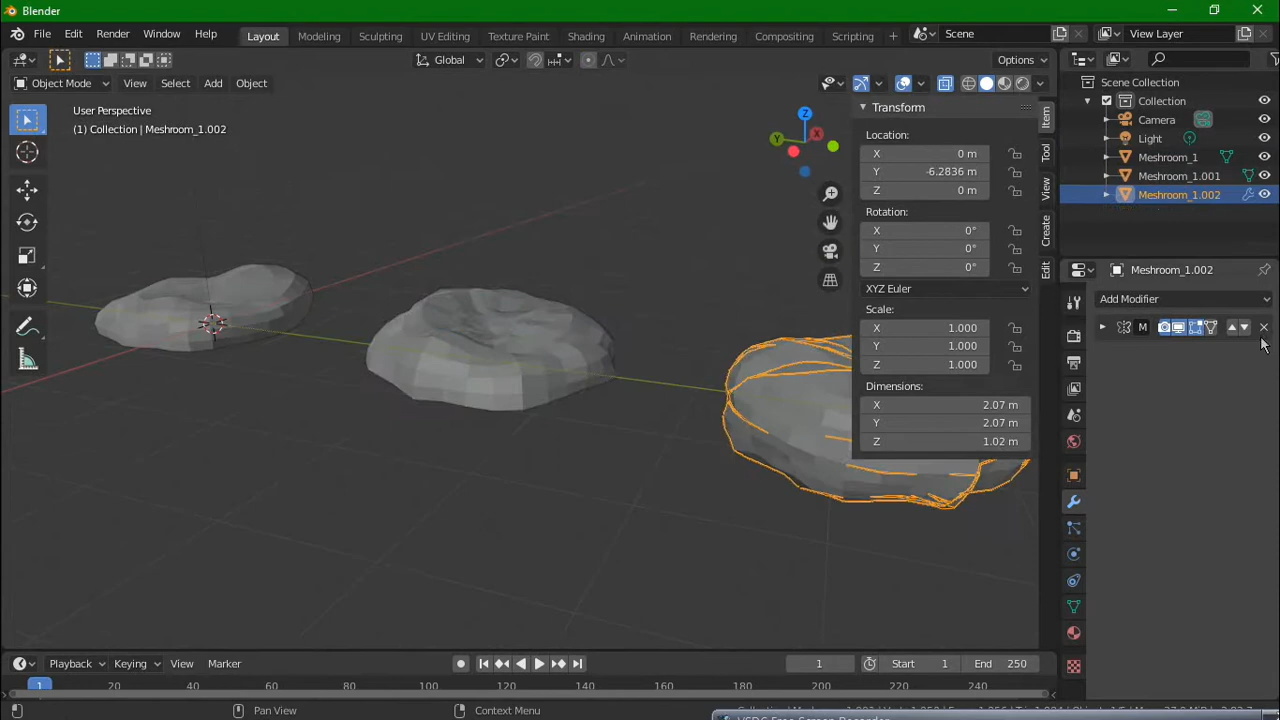 Blender
File Edit Render Window Help Layout Modeling Sculpting UV Editing Texture Paint Shading Animation Rendering Compositing Scripting + Scene View Layer
Global Options
Object Mode View Select Add Object
User Perspective
(1) Collection | Meshroom_1.002
Z
Y
X
Transform
Location:
X 0 m
Y -6.2836 m
Z 0 m
Rotation:
X 0°
Y 0°
Z 0°
XYZ Euler
Scale:
X 1.000
Y 1.000
Z 1.000
Dimensions:
X 2.07 m
Y 2.07 m
Z 1.02 m
Item
Tool
View
Create
Edit
Scene Collection
Collection
Camera
Light
Meshroom_1
Meshroom_1.001
Meshroom_1.002
Meshroom_1.002
Add Modifier
M
Playback Keying View Marker 1 Start 1 End 250
1 20 40 60 80 100 120 140 160 180 200 220 240
Pan View Context Menu
VSDC Free Screen Recorder